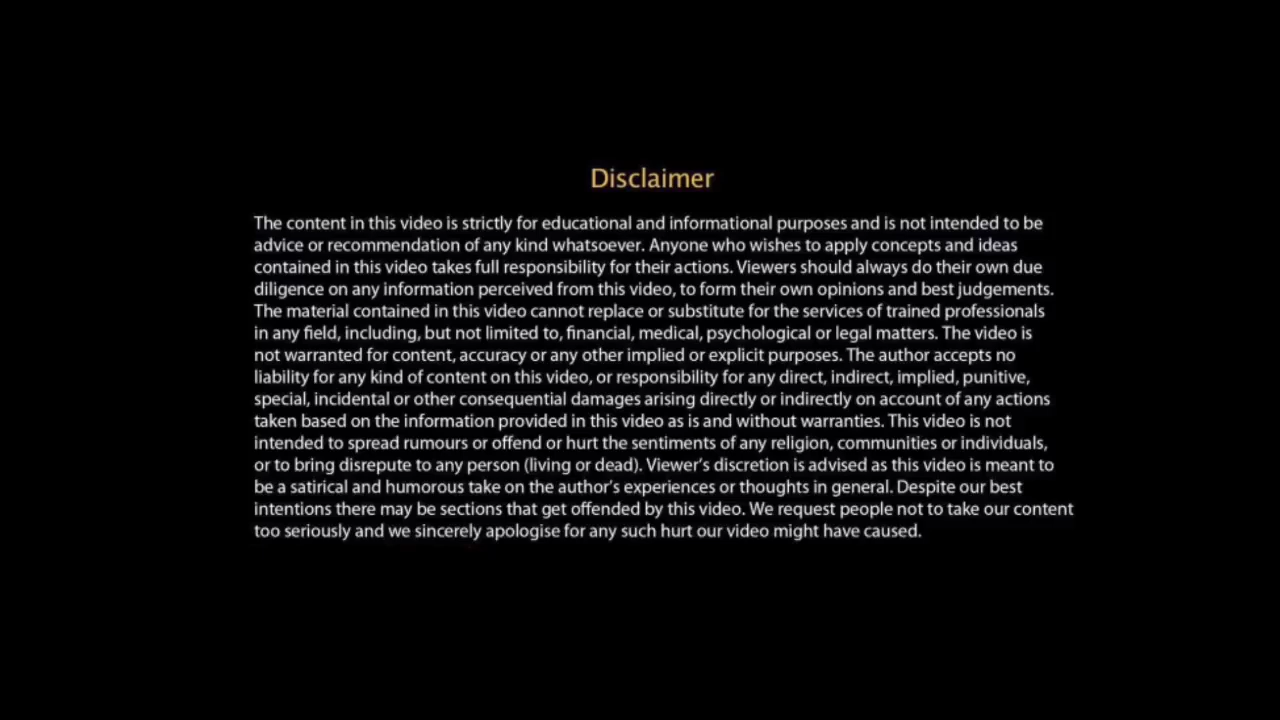 Disclaimer
The content in this video is strictly for educational and informational purposes and is not intended to be
advice or recommendation of any kind whatsoever. Anyone who wishes to apply concepts and ideas
contained in this video takes full responsibility for their actions. Viewers should always do their own due
diligence on any information perceived from this video, to form their own opinions and best judgements.
The material contained in this video cannot replace or substitute for the services of trained professionals
in any field, including, but not limited to, financial, medical, psychological or legal matters. The video is
not warranted for content, accuracy or any other implied or explicit purposes. The author accepts no
liability for any kind of content on this video, or responsibility for any direct, indirect, implied, punitive,
special, incidental or other consequential damages arising directly or indirectly on account of any actions
taken based on the information provided in this video as is and without warranties. This video is not
intended to spread rumours or offend or hurt the sentiments of any religion, communities or individuals,
or to bring disrepute to any person (living or dead). Viewer's discretion is advised as this video is meant to
be a satirical and humorous take on the author's experiences or thoughts in general. Despite our best
intentions there may be sections that get offended by this video. We request people not to take our content
too seriously and we sincerely apologise for any such hurt our video might have caused.